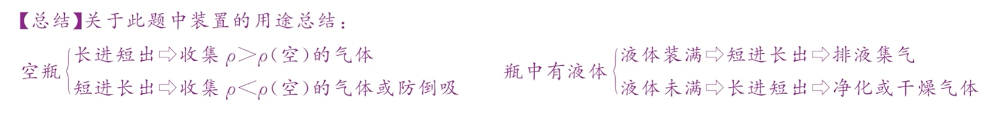 【总结】关于此题中装置的用途总结：
空瓶{长进短出⇨收集ρ＞ρ(空)的气体
短进长出⇨收集ρ＜ρ(空)的气体或防倒吸
瓶中有液体{液体装满⇨短进长出⇨排液集气
液体未满⇨长进短出⇨净化或干燥气体